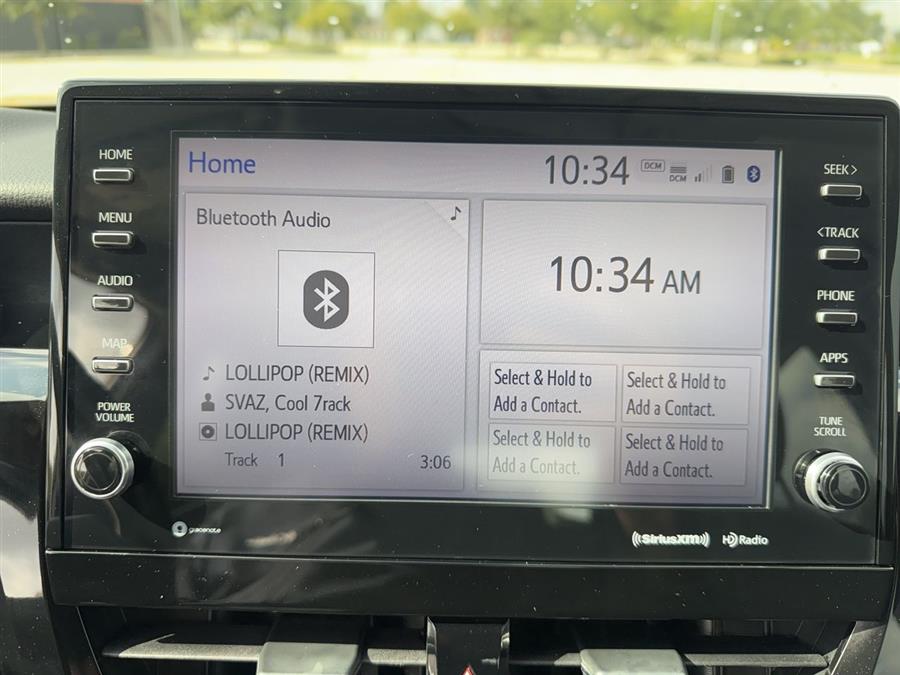 HOME
MENU
AUDIO
MAP
POWER
VOLUME
Home
10:34
DCM
DCM
Bluetooth Audio
LOLLIPOP (REMIX)
SVAZ, Cool 7rack
LOLLIPOP (REMIX)
Track 1 3:06
10:34 AM
Select & Hold to
Add a Contact.
Select & Hold to
Add a Contact.
Select & Hold to
Add a Contact.
Select & Hold to
Add a Contact.
SEEK >
< TRACK
PHONE
APPS
TUNE
SCROLL
gracenote
SiriusXM
HD Radio